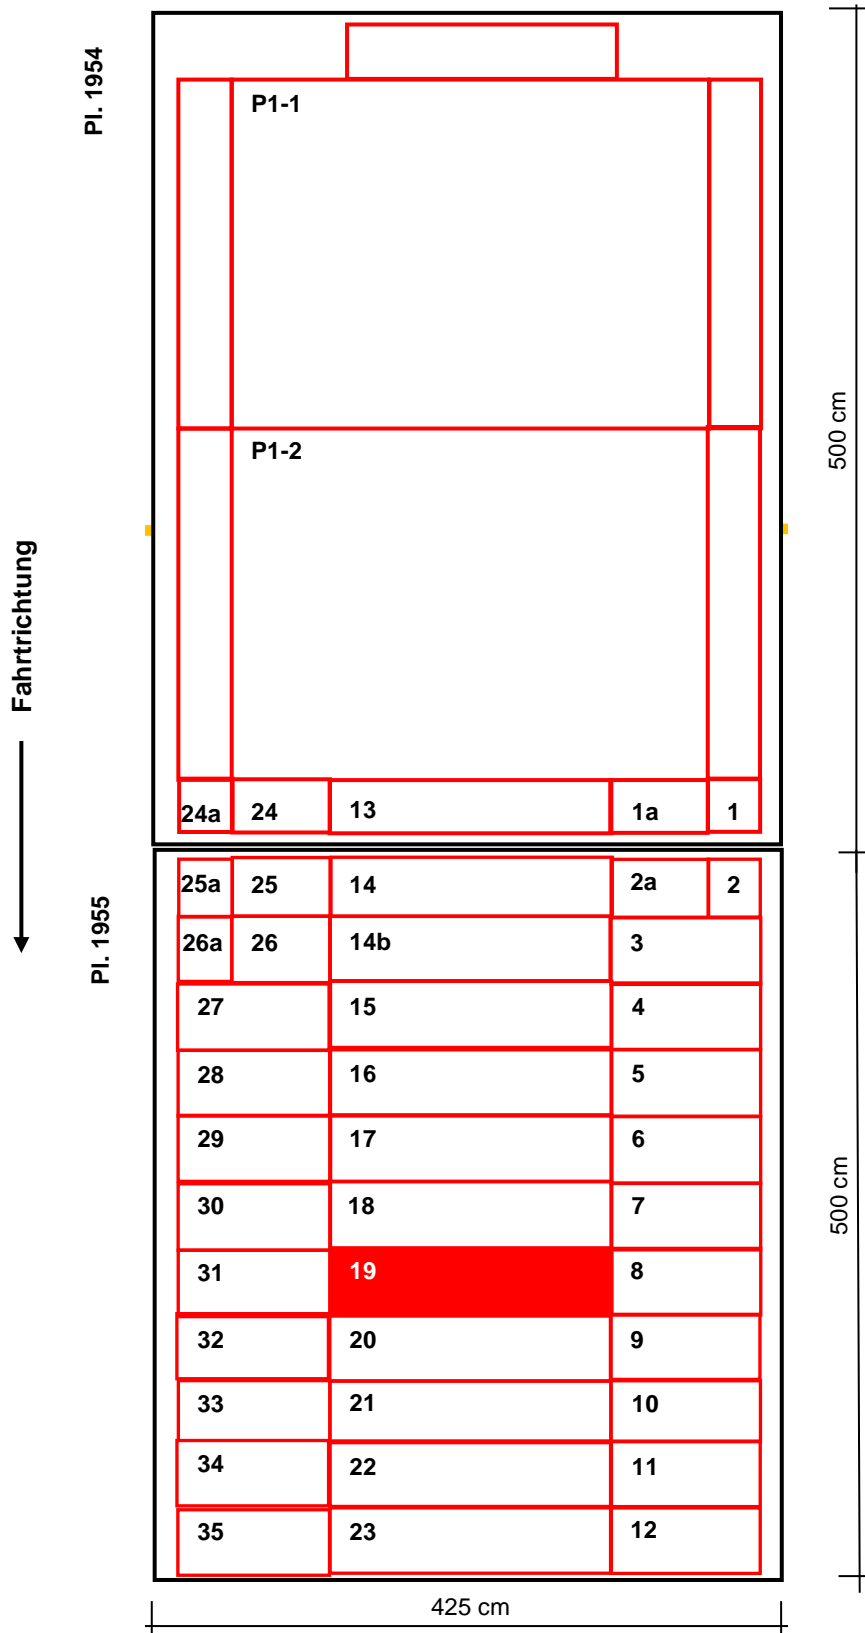 Pl. 1954
P1-1
500 cm
P1-2
Fahrtrichtung
24a 24 13 1a 1
25a 25 14 2a 2
Pl. 1955
26a 26 14b 3
27 15 4
28 16 5
29 17 6
30 18 7
500 cm
31 19 8
32 20 9
33 21 10
34 22 11
35 23 12
425 cm